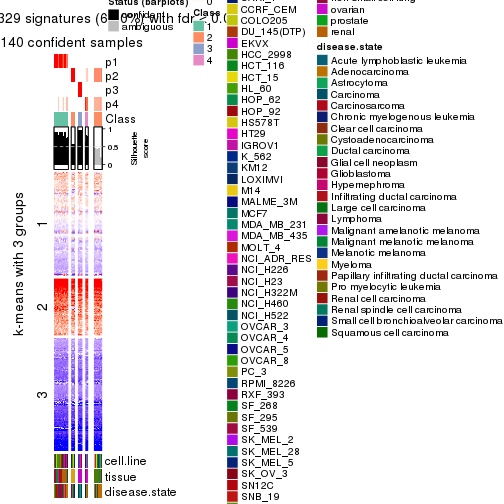 Status (barplots)
confident
ambiguous
329 signatures
with fdr < 0.0
140 confident samples
p1
p2
p3
p4
Class
1
0.5
0
Silhouette
score
k-means with 3 groups
1
2
3
cell.line
tissue
disease.state
Class
1
2
3
4
CCRF_CEM
COLO205
DU_145(DTP)
EKVX
HCC_2998
HCT_116
HCT_15
HL_60
HOP_62
HOP_92
HS578T
HT29
IGROV1
K_562
KM12
LOXIMVI
M14
MALME_3M
MCF7
MDA_MB_231
MDA_MB_435
MOLT_4
NCI_ADR_RES
NCI_H226
NCI_H23
NCI_H322M
NCI_H460
NCI_H522
OVCAR_3
OVCAR_4
OVCAR_5
OVCAR_8
PC_3
RPMI_8226
RXF_393
SF_268
SF_295
SF_539
SK_MEL_2
SK_MEL_28
SK_MEL_5
SK_OV_3
SN12C
SNB_19
ovarian
prostate
renal
disease.state
Acute lymphoblastic leukemia
Adenocarcinoma
Astrocytoma
Carcinoma
Carcinosarcoma
Chronic myelogenous leukemia
Clear cell carcinoma
Cystoadenocarcinoma
Ductal carcinoma
Glial cell neoplasm
Glioblastoma
Hypernephroma
Infiltrating ductal carcinoma
Large cell carcinoma
Lymphoma
Malignant amelanotic melanoma
Malignant melanotic melanoma
Melanotic melanoma
Myeloma
Papillary infiltrating ductal carcinoma
Pro myelocytic leukemia
Renal cell carcinoma
Renal spindle cell carcinoma
Small cell bronchioalveolar carcinoma
Squamous cell carcinoma